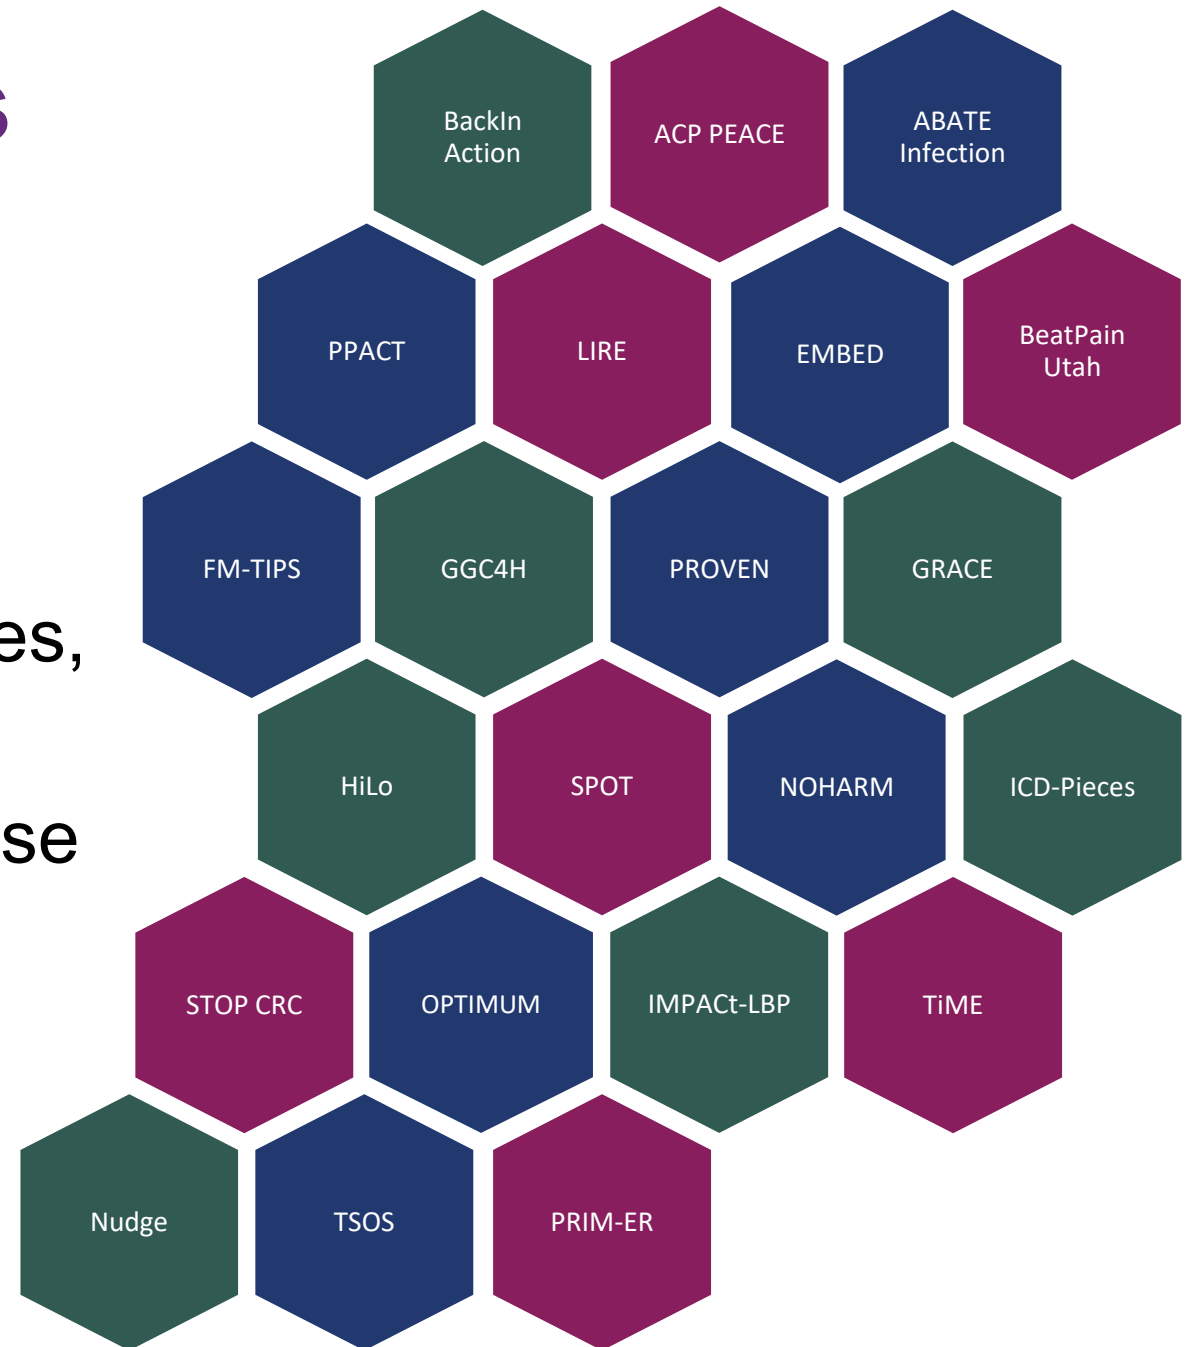 s
BackIn
Action
ACP PEACE
ABATE
Infection
PPACT
LIRE
EMBED
BeatPain
Utah
FM-TIPS
GGC4H
PROVEN
GRACE
es,
HiLo
SPOT
NOHARM
ICD-Pieces
se
STOP CRC
OPTIMUM
IMPACt-LBP
TiME
Nudge
TSOS
PRIM-ER